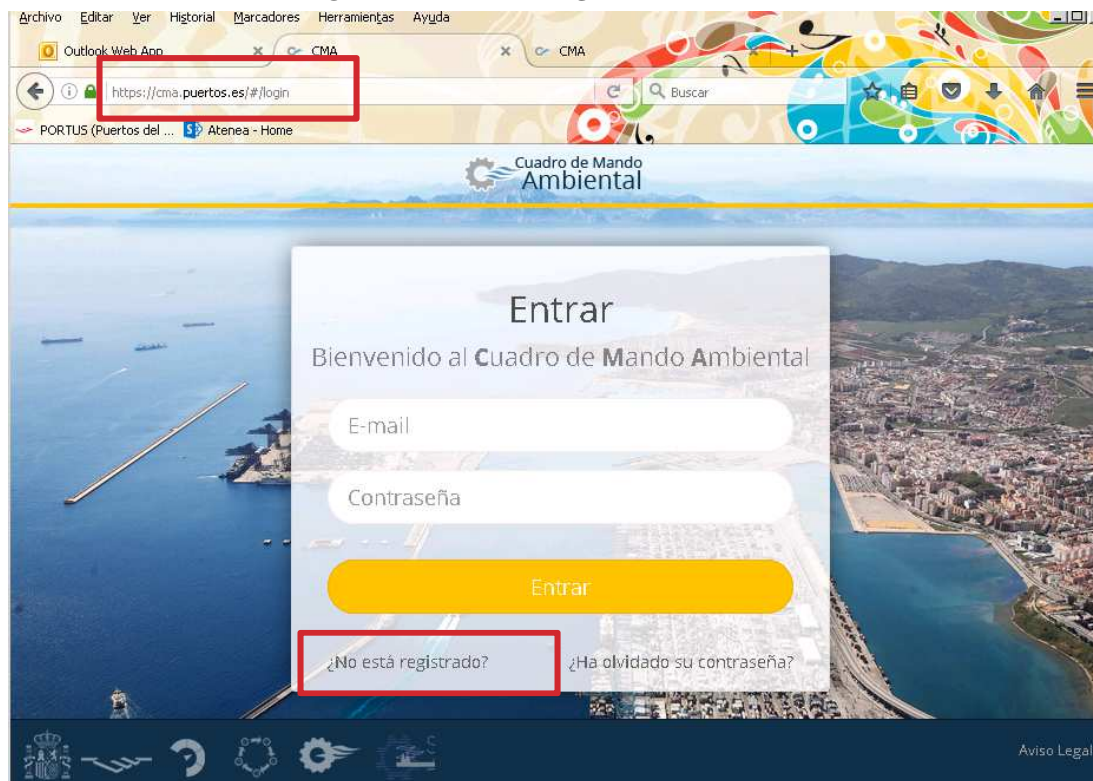 Archivo Editar Ver Historial Marcadores Herramientas Ayuda
Outlook Web App CMA CMA
https://cma.puertos.es/#/login Buscar
PORTUS (Puertos del ... Atenea - Home
Cuadro de Mando
Ambiental
Entrar
Bienvenido al Cuadro de Mando Ambiental
E-mail
Contraseña
Entrar
¿No está registrado? ¿Ha olvidado su contraseña?
Aviso Legal